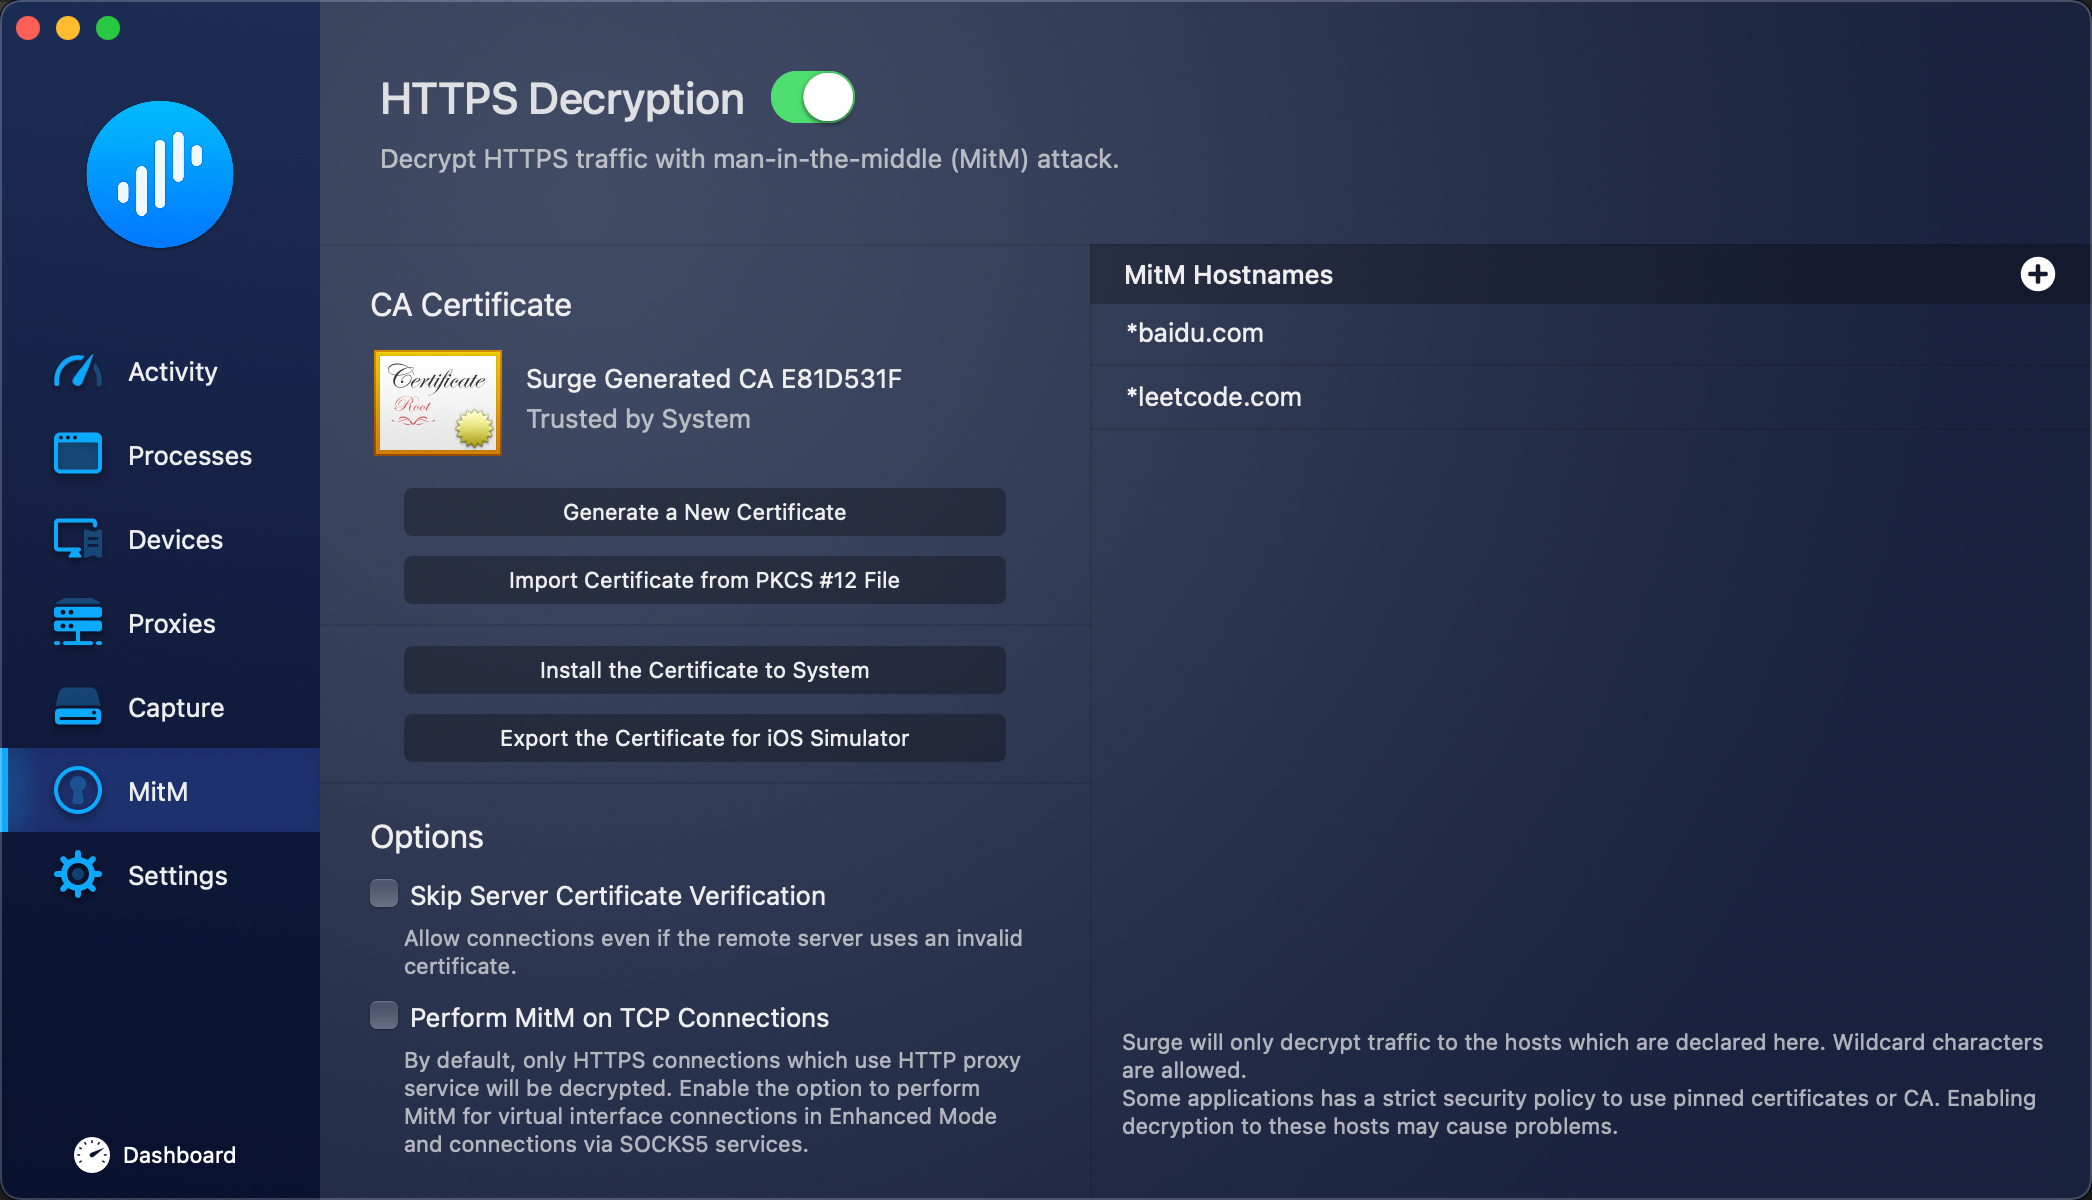 HTTPS Decryption
Decrypt HTTPS traffic with man-in-the-middle (MitM) attack.
Activity
Processes
Devices
Proxies
Capture
MitM
Settings
Dashboard
CA Certificate
Certificate
Root
Surge Generated CA E81D531F
Trusted by System
Generate a New Certificate
Import Certificate from PKCS #12 File
Install the Certificate to System
Export the Certificate for iOS Simulator
Options
Skip Server Certificate Verification
Allow connections even if the remote server uses an invalid
certificate.
Perform MitM on TCP Connections
By default, only HTTPS connections which use HTTP proxy
service will be decrypted. Enable the option to perform
MitM for virtual interface connections in Enhanced Mode
and connections via SOCKS5 services.
MitM Hostnames
*baidu.com
*leetcode.com
Surge will only decrypt traffic to the hosts which are declared here. Wildcard characters
are allowed.
Some applications has a strict security policy to use pinned certificates or CA. Enabling
decryption to these hosts may cause problems.